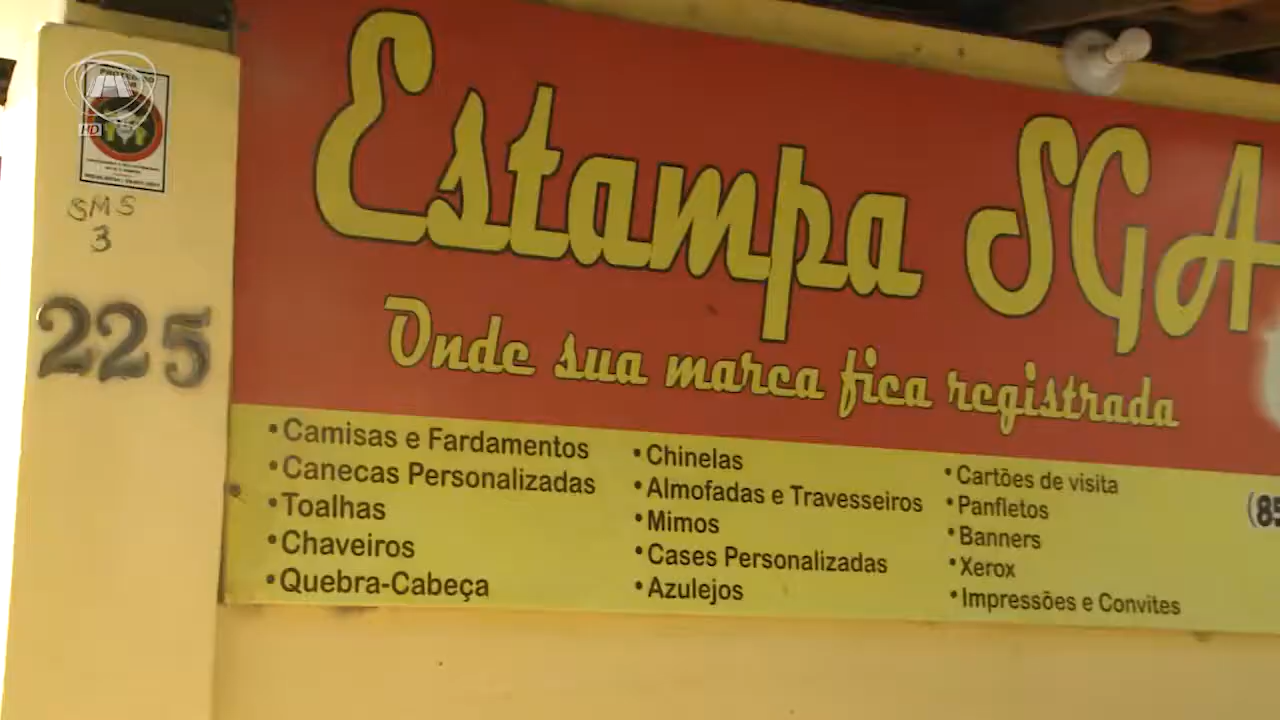 Estampa SGA
Onde sua marca fica registrada
• Camisas e Fardamentos
• Canecas Personalizadas
• Toalhas
• Chaveiros
• Quebra-Cabeça
• Chinelas
• Almofadas e Travesseiros
• Mimos
• Cases Personalizadas
• Azulejos
• Cartões de visita
• Panfletos
• Banners
• Xerox
• Impressões e Convites
(85
HD
SMS
3
225